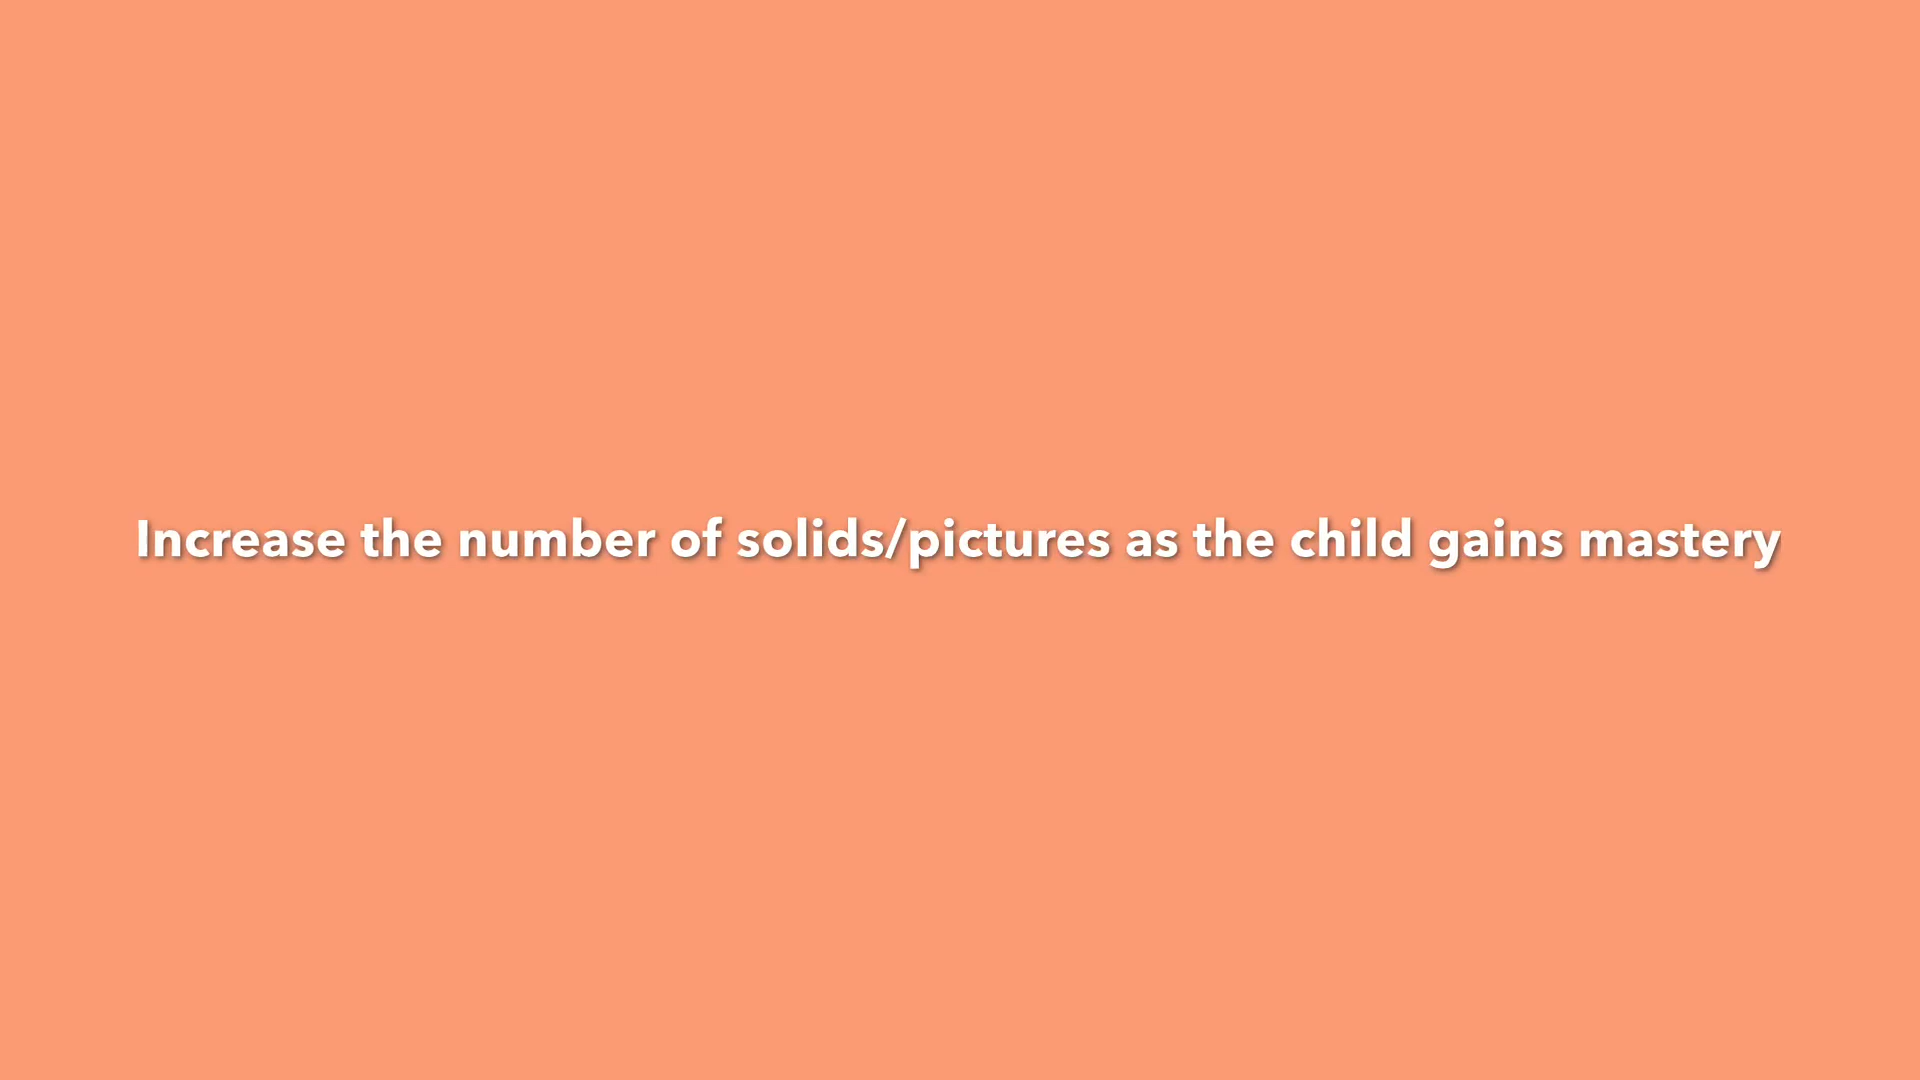 Increase the number of solids/pictures as the child gains mastery